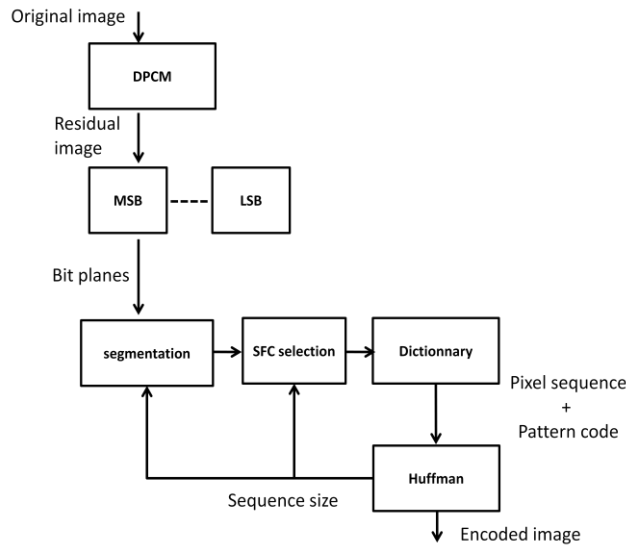 Original image
DPCM
Residual
image
MSB
LSB
Bit planes
segmentation
SFC selection
Dictionnary
Pixel sequence
+
Pattern code
Huffman
Sequence size
Encoded image